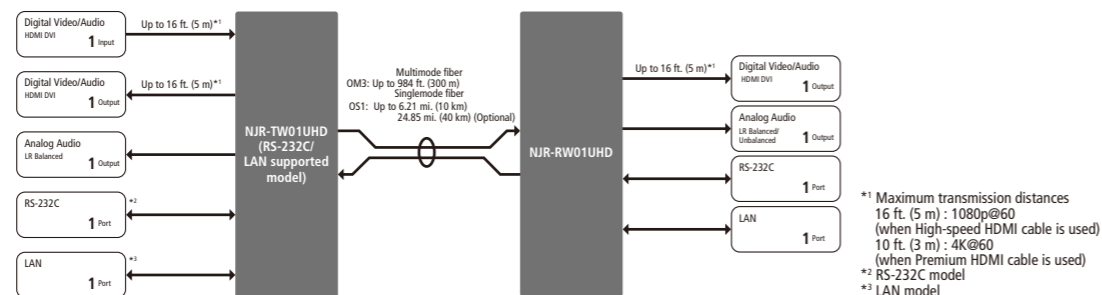 Digital Video/Audio
HDMI DVI
1 Input
Up to 16 ft. (5 m)*1
Digital Video/Audio
HDMI DVI
1 Output
Up to 16 ft. (5 m)*1
Analog Audio
LR Balanced
1 Output
RS-232C
1 Port
*2
LAN
1 Port
*3
NJR-TW01UHD
(RS-232C/
LAN supported
model)
Multimode fiber
OM3: Up to 984 ft. (300 m)
Singlemode fiber
OS1: Up to 6.21 mi. (10 km)
24.85 mi. (40 km) (Optional)
NJR-RW01UHD
Up to 16 ft. (5 m)*1
Digital Video/Audio
HDMI DVI
1 Output
Analog Audio
LR Balanced/
Unbalanced
1 Output
RS-232C
1 Port
LAN
1 Port
*1 Maximum transmission distances
16 ft. (5 m) : 1080p@60
(when High-speed HDMI cable is used)
10 ft. (3 m) : 4K@60
(when Premium HDMI cable is used)
*2 RS-232C model
*3 LAN model